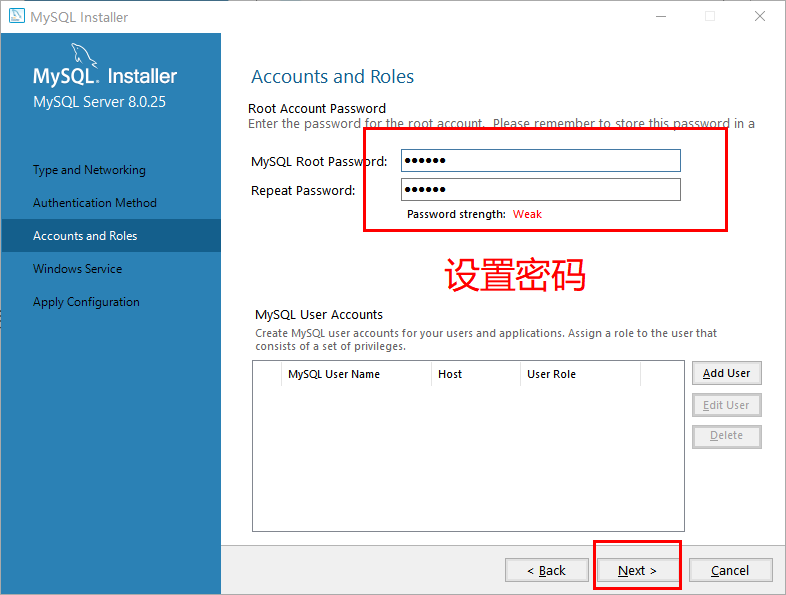 MySQL Installer
MySQL. Installer
MySQL Server 8.0.25
Type and Networking
Authentication Method
Accounts and Roles
Windows Service
Apply Configuration
Accounts and Roles
Root Account Password
Enter the password for the root account. Please remember to store this password in a
MySQL Root Password: ●●●●●●
Repeat Password: ●●●●●●
Password strength: Weak
设置密码
MySQL User Accounts
Create MySQL user accounts for your users and applications. Assign a role to the user that
consists of a set of privileges.
MySQL User Name Host User Role
Add User
Edit User
Delete
< Back Next > Cancel